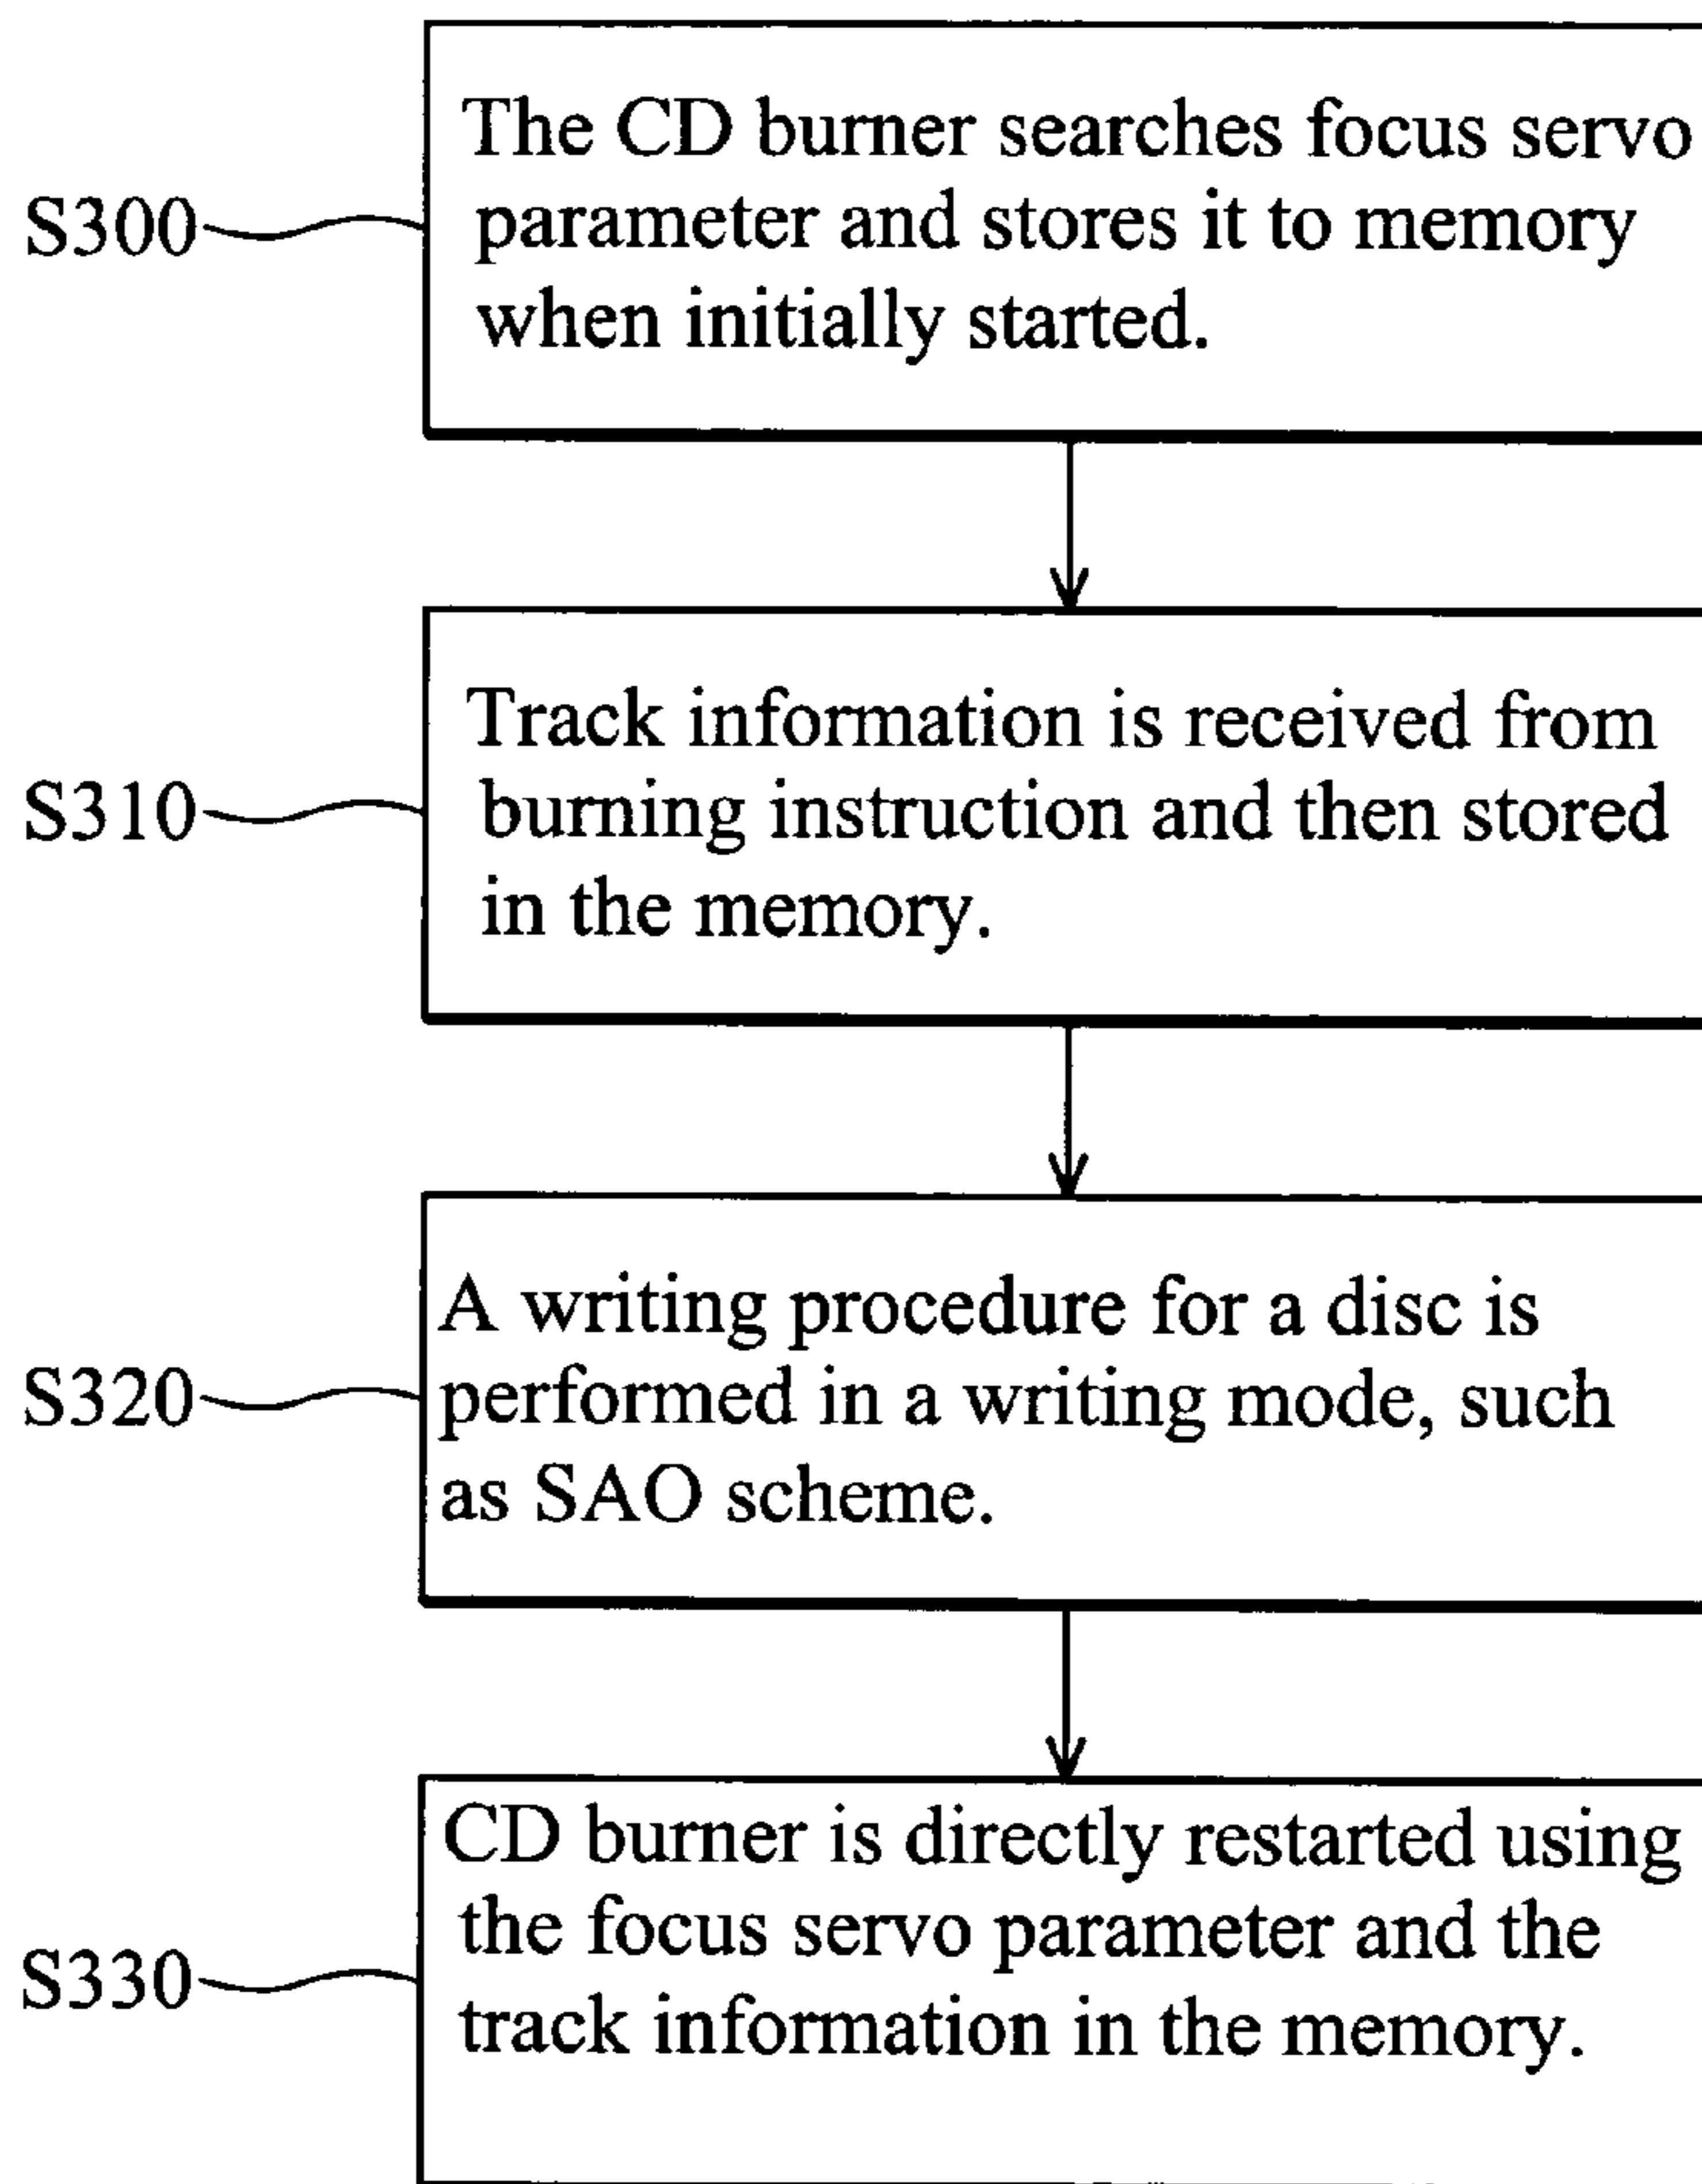 The CD burner searches focus servo
S300
parameter and stores it to memory
when initially started.
Track information is received from
S310
burning instruction and then stored
in the memory.
A writing procedure for a disc is
S320
performed in a writing mode, such
as SAO scheme.
CD burner is directly restarted using
the focus servo parameter and the
S330
track information in the memory.